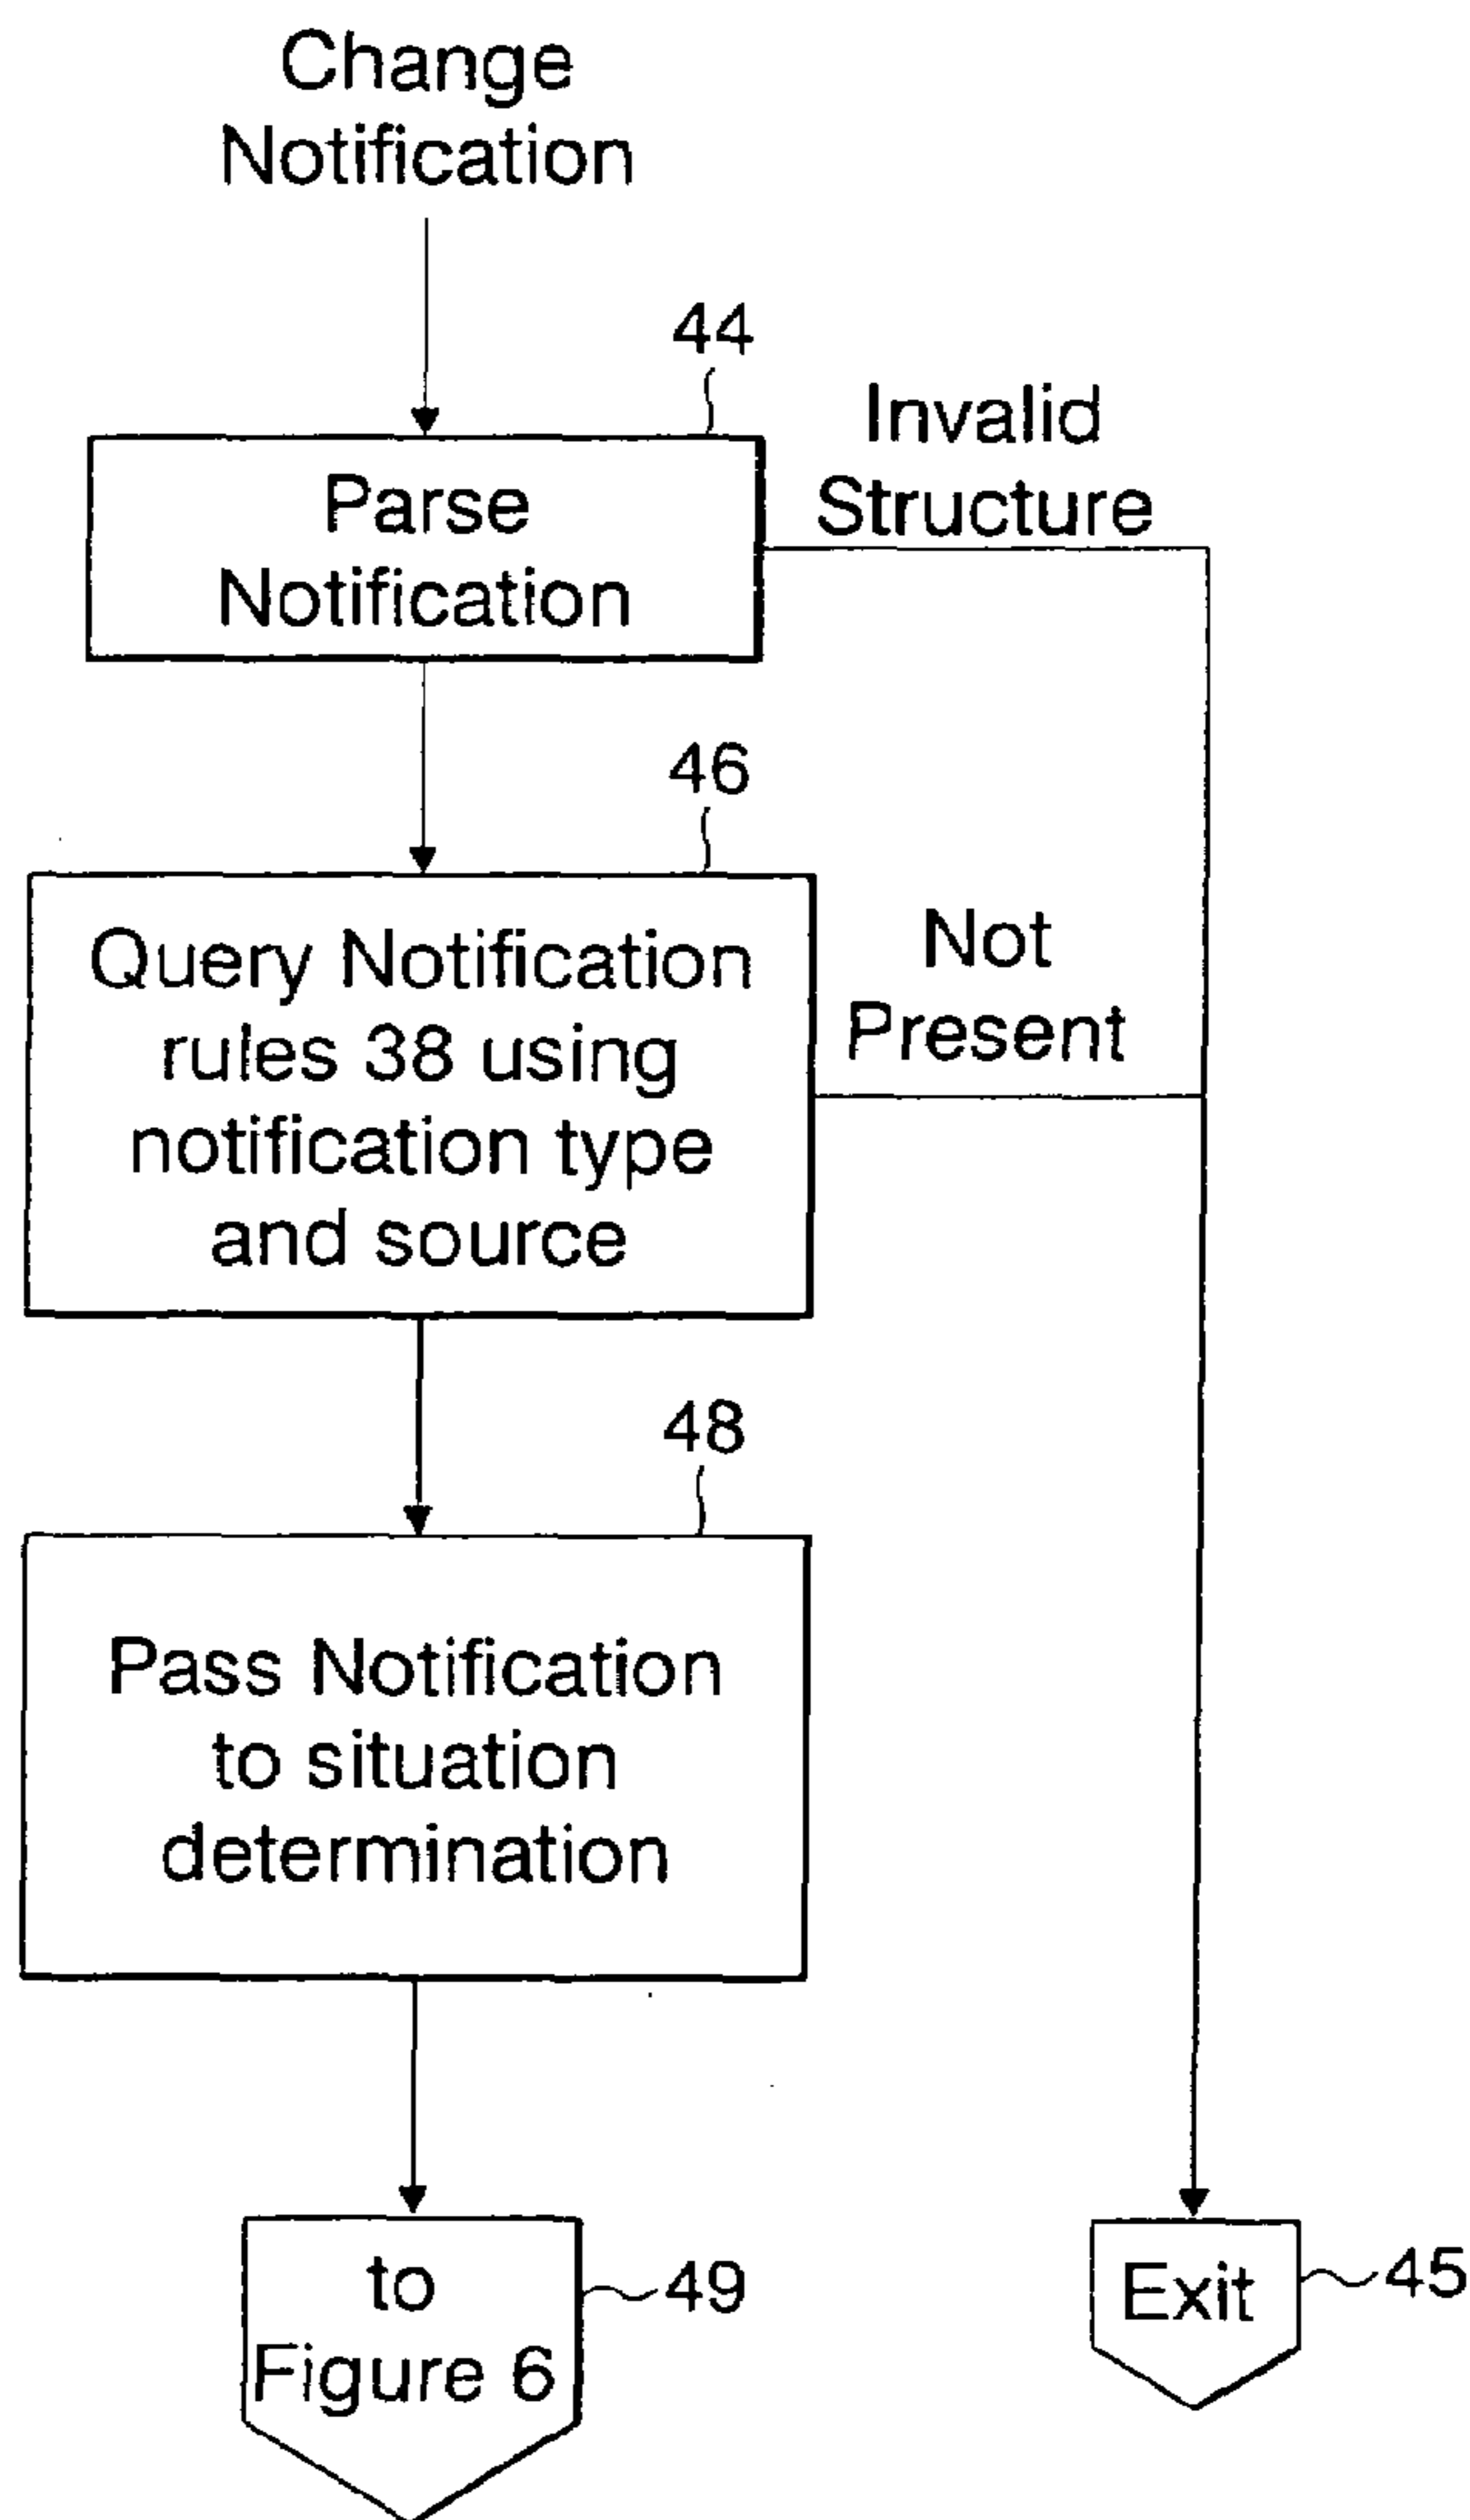 Change
Notification
44
Invalid
Structure
Parse
Notification
46
Query Notification
rules 38 using
notification type
and source
Not
Present
48
Pass Notification
to situation
determination
to
Figure 6
49
Exit
45